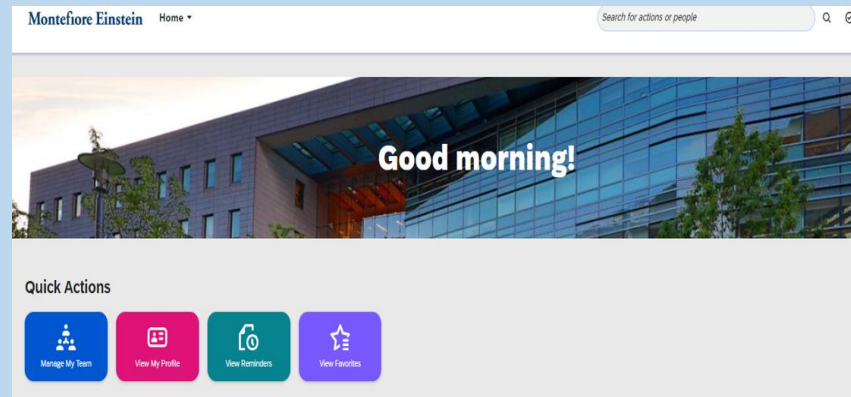 Montefiore Einstein Home
Search for actions or people
Good morning!
Quick Actions
Manage My Team View My Profile View Reminders View Favorites